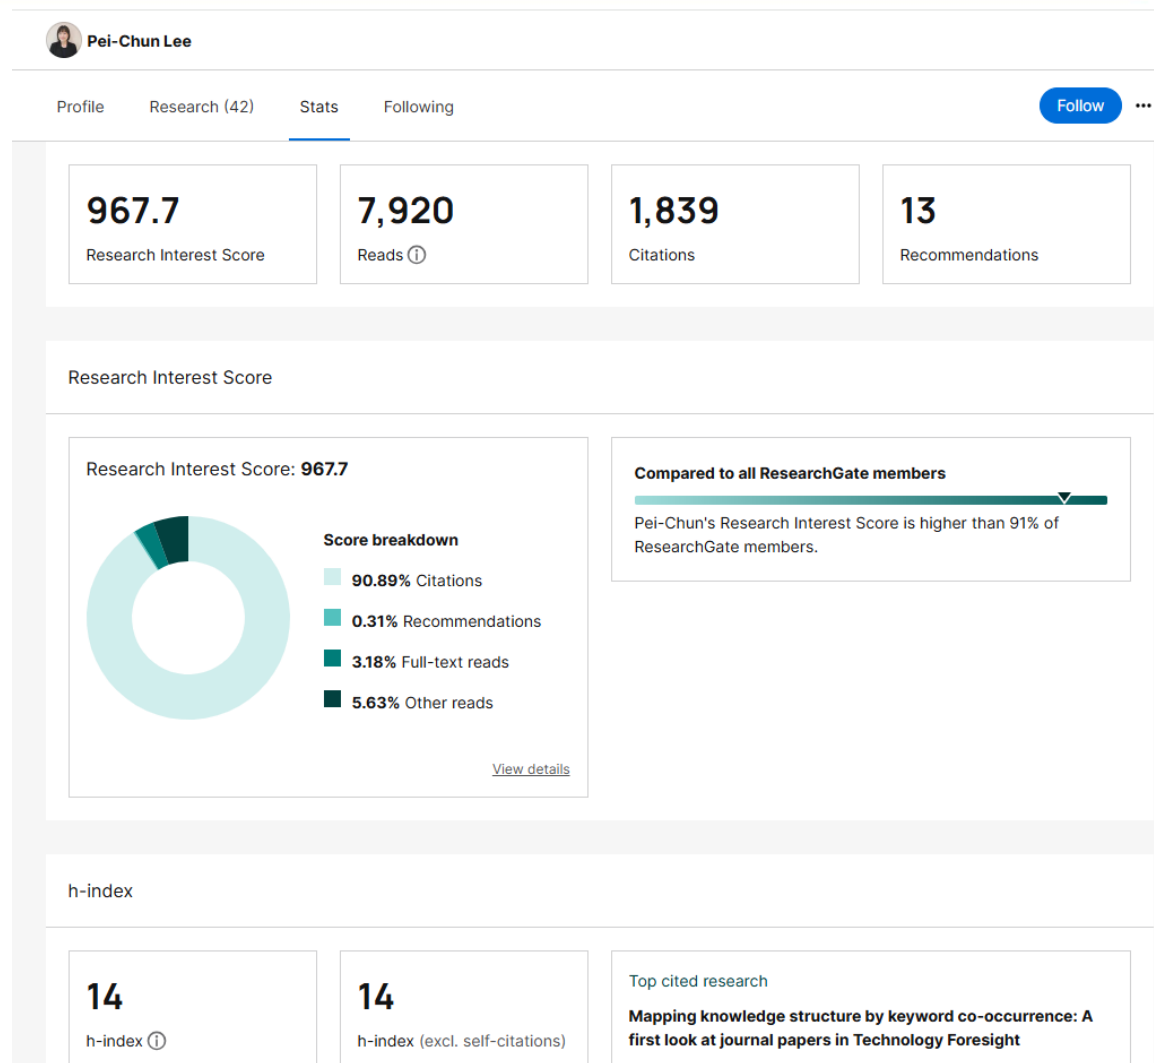 Pei-Chun Lee
Profile Research (42) Stats Following Follow
967.7
Research Interest Score
7,920
Reads
1,839
Citations
13
Recommendations
Research Interest Score
Research Interest Score: 967.7
Score breakdown
90.89% Citations
0.31% Recommendations
3.18% Full-text reads
5.63% Other reads
View details
Compared to all ResearchGate members
Pei-Chun's Research Interest Score is higher than 91% of
ResearchGate members.
h-index
14
h-index
14
h-index (excl. self-citations)
Top cited research
Mapping knowledge structure by keyword co-occurrence: A
first look at journal papers in Technology Foresight